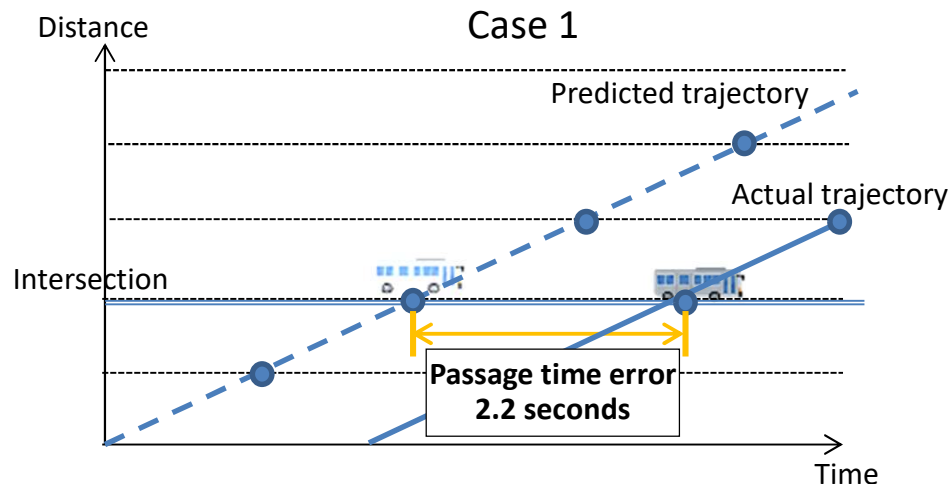 Case 1
Distance
Predicted trajectory
Actual trajectory
Intersection
Passage time error
2.2 seconds
Time